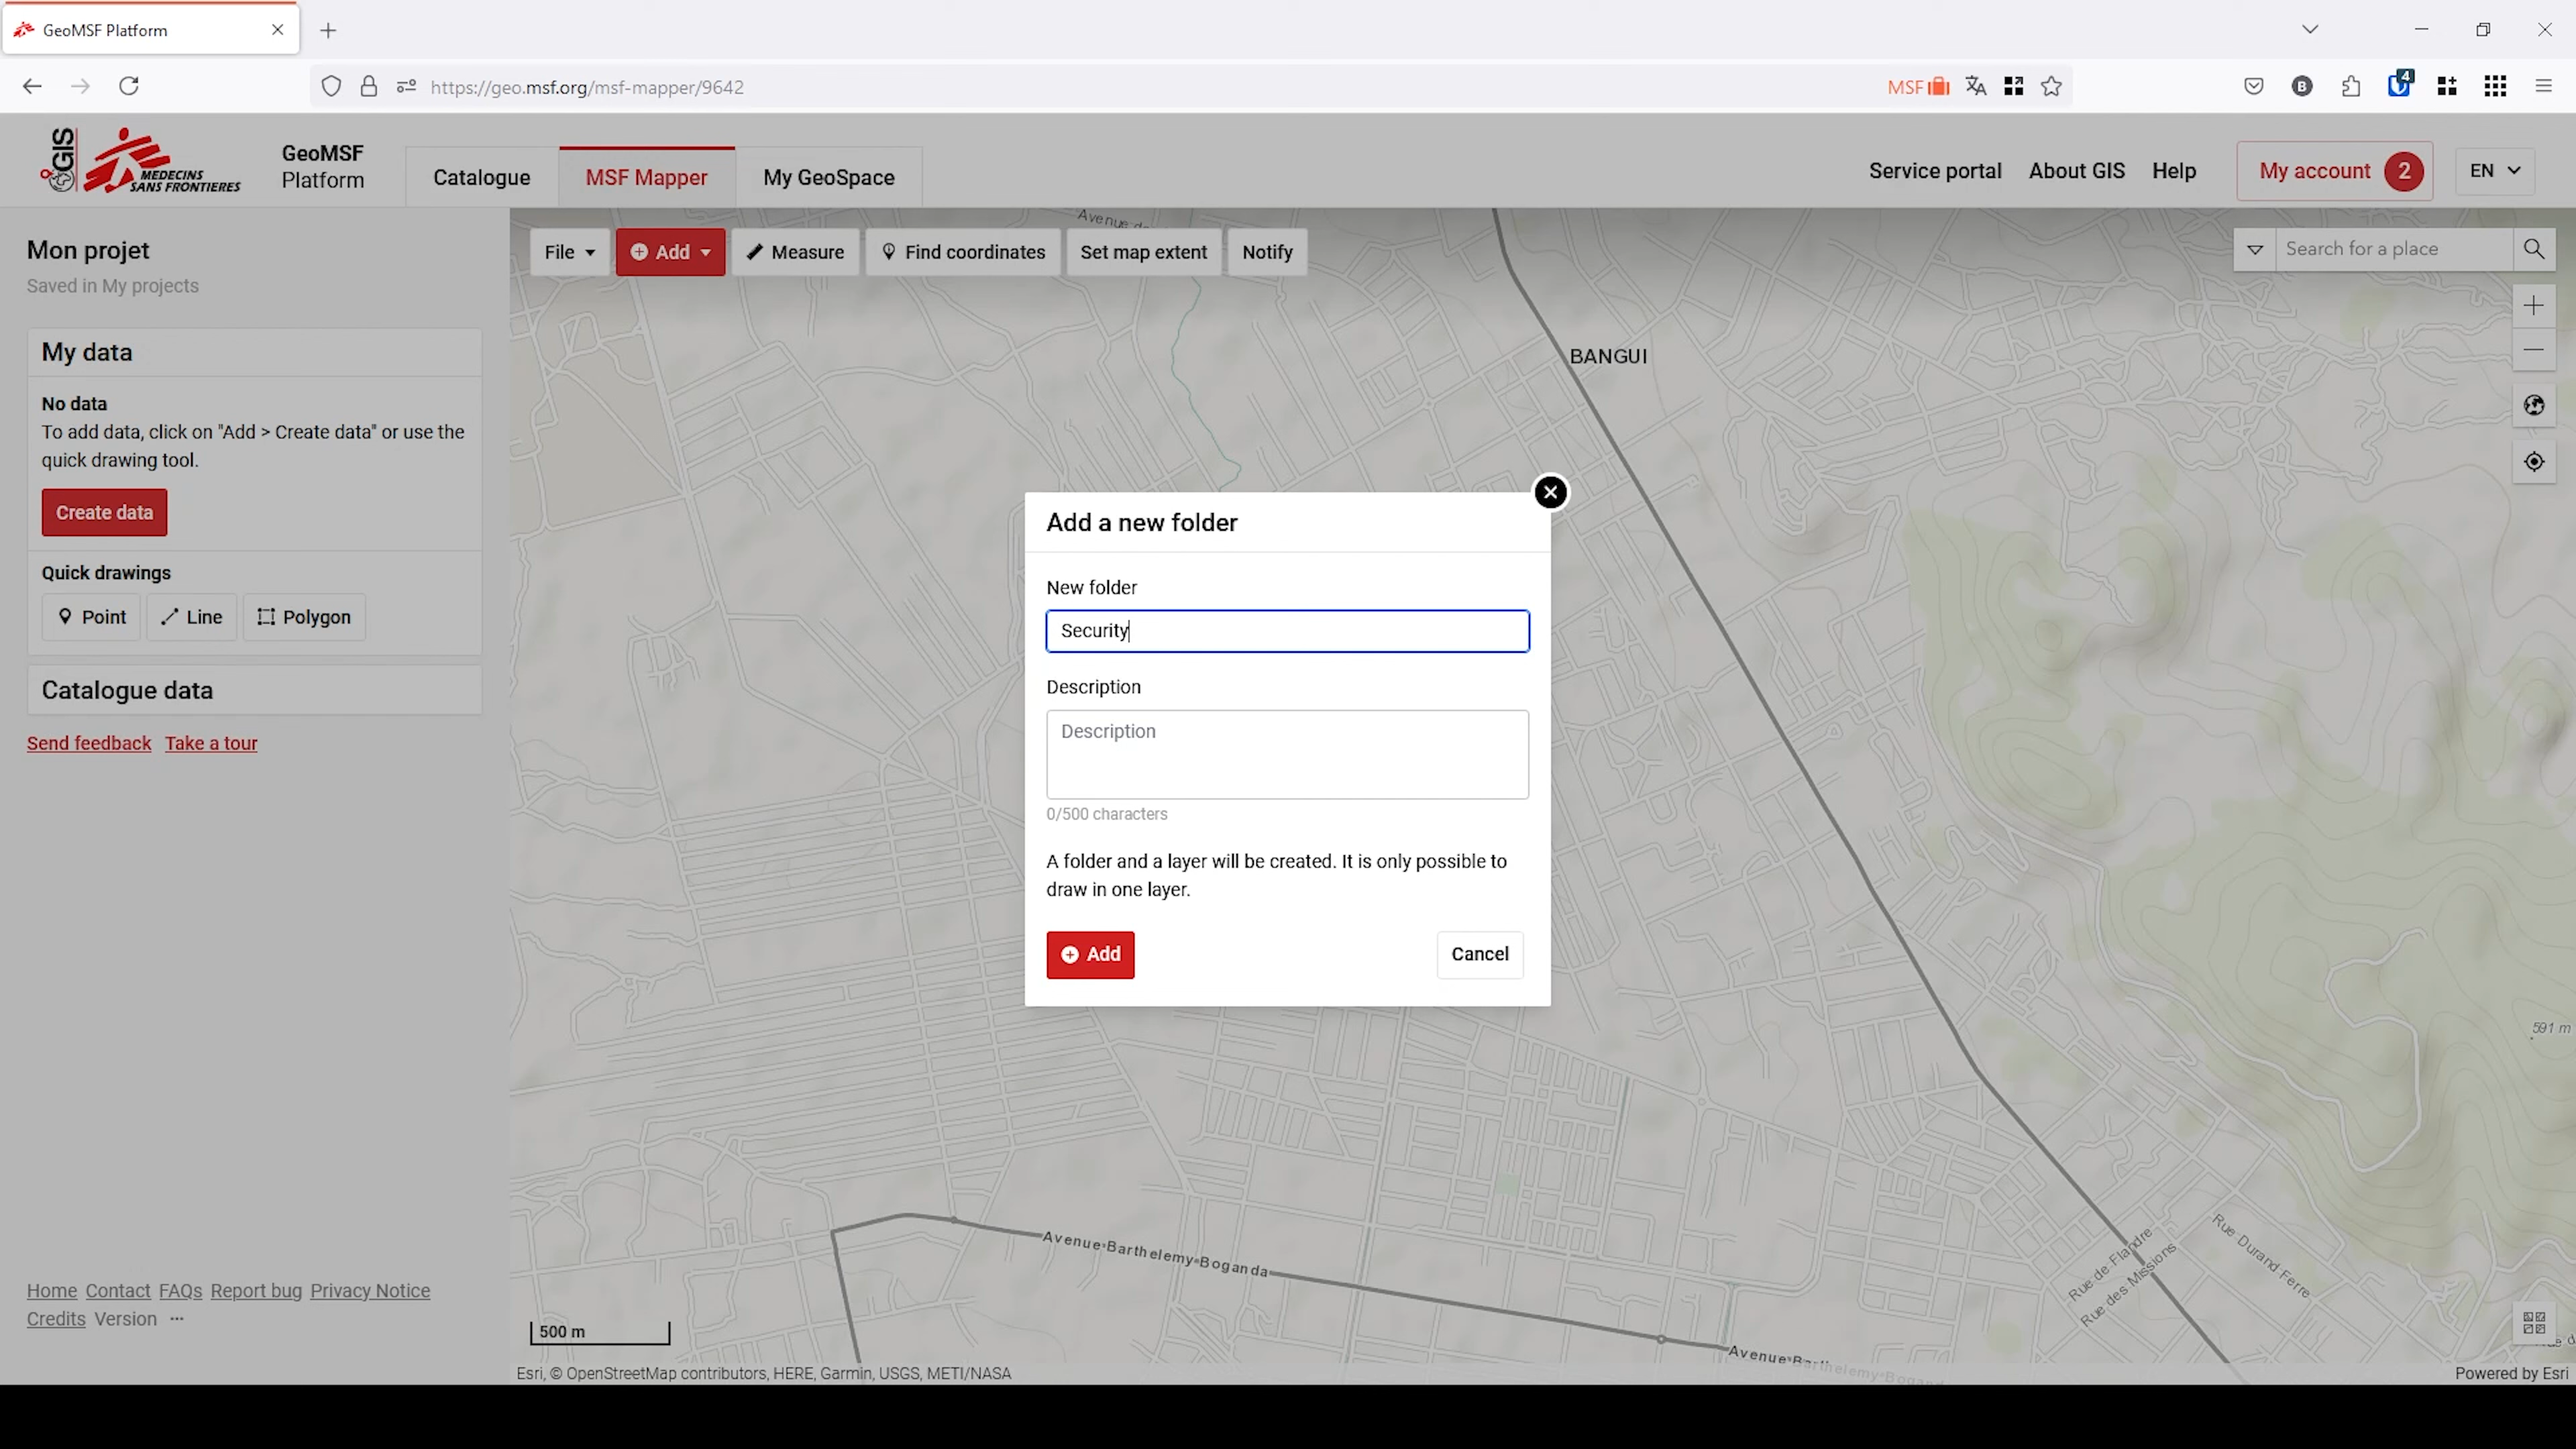 GeoMSF Platform
https://geo.msf.org/msf-mapper/9642
MSF
B
4
GIS
MEDECINS
SANS FRONTIERES
GeoMSF
Platform
Catalogue
MSF Mapper
My GeoSpace
Service portal
About GIS
Help
My account 2
EN
Mon projet
Saved in My projects
File
Add
Measure
Find coordinates
Set map extent
Notify
Search for a place
My data
No data
To add data, click on "Add > Create data" or use the
quick drawing tool.
Create data
Quick drawings
Point
Line
Polygon
Catalogue data
Send feedback Take a tour
BANGUI
Add a new folder
New folder
Security
Description
Description
0/500 characters
A folder and a layer will be created. It is only possible to
draw in one layer.
Add
Cancel
591 m
Avenue Barthelemy Boganda
Rue de Flandre
Rue des Missions
Rue Durand Ferre
Home Contact FAQs Report bug Privacy Notice
Credits Version ···
500 m
Esri, © OpenStreetMap contributors, HERE, Garmin, USGS, METI/NASA
Powered by Esri